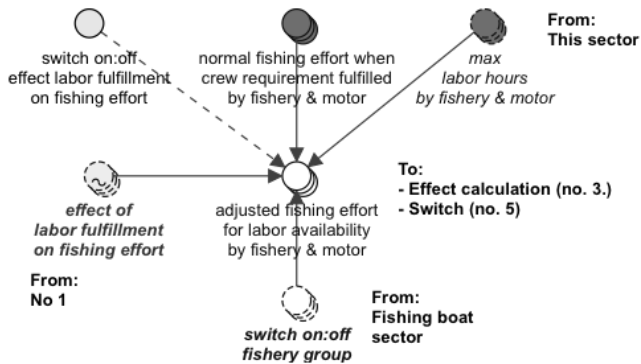 From:
This sector
switch on:off
effect labor fulfillment
on fishing effort
normal fishing effort when
crew requirement fulfilled
by fishery & motor
max
labor hours
by fishery & motor
To:
- Effect calculation (no. 3.)
- Switch (no. 5)
effect of
labor fulfillment
on fishing effort
adjusted fishing effort
for labor availability
by fishery & motor
From:
No 1
From:
Fishing boat
sector
switch on:off
fishery group